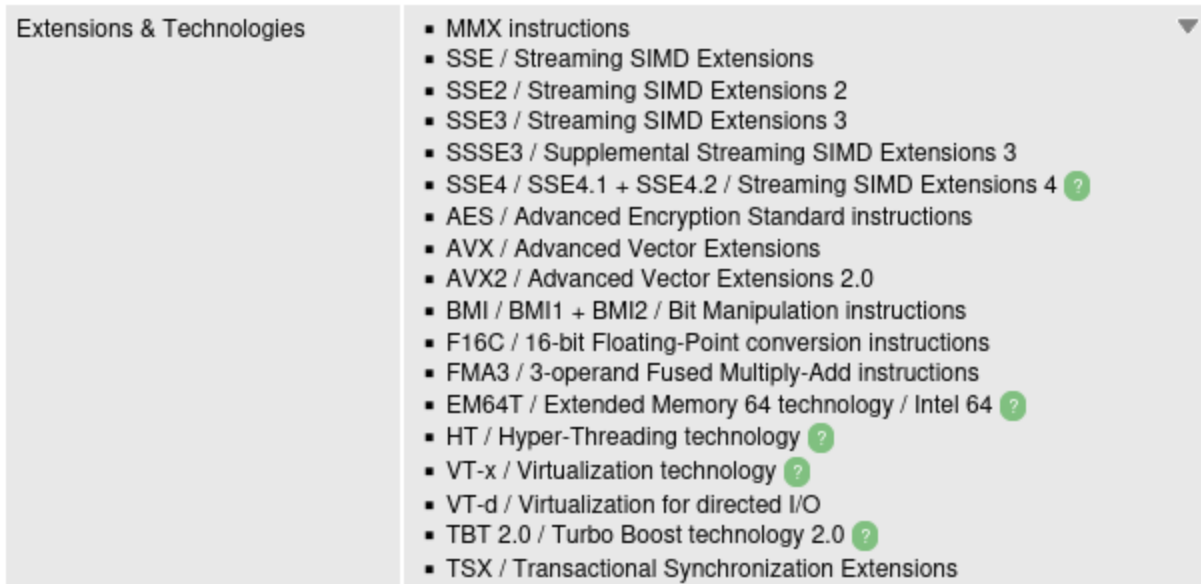 Extensions & Technologies
▪ MMX instructions
▪ SSE / Streaming SIMD Extensions
▪ SSE2 / Streaming SIMD Extensions 2
▪ SSE3 / Streaming SIMD Extensions 3
▪ SSSE3 / Supplemental Streaming SIMD Extensions 3
▪ SSE4 / SSE4.1 + SSE4.2 / Streaming SIMD Extensions 4 ?
▪ AES / Advanced Encryption Standard instructions
▪ AVX / Advanced Vector Extensions
▪ AVX2 / Advanced Vector Extensions 2.0
▪ BMI / BMI1 + BMI2 / Bit Manipulation instructions
▪ F16C / 16-bit Floating-Point conversion instructions
▪ FMA3 / 3-operand Fused Multiply-Add instructions
▪ EM64T / Extended Memory 64 technology / Intel 64 ?
▪ HT / Hyper-Threading technology ?
▪ VT-x / Virtualization technology ?
▪ VT-d / Virtualization for directed I/O
▪ TBT 2.0 / Turbo Boost technology 2.0 ?
▪ TSX / Transactional Synchronization Extensions